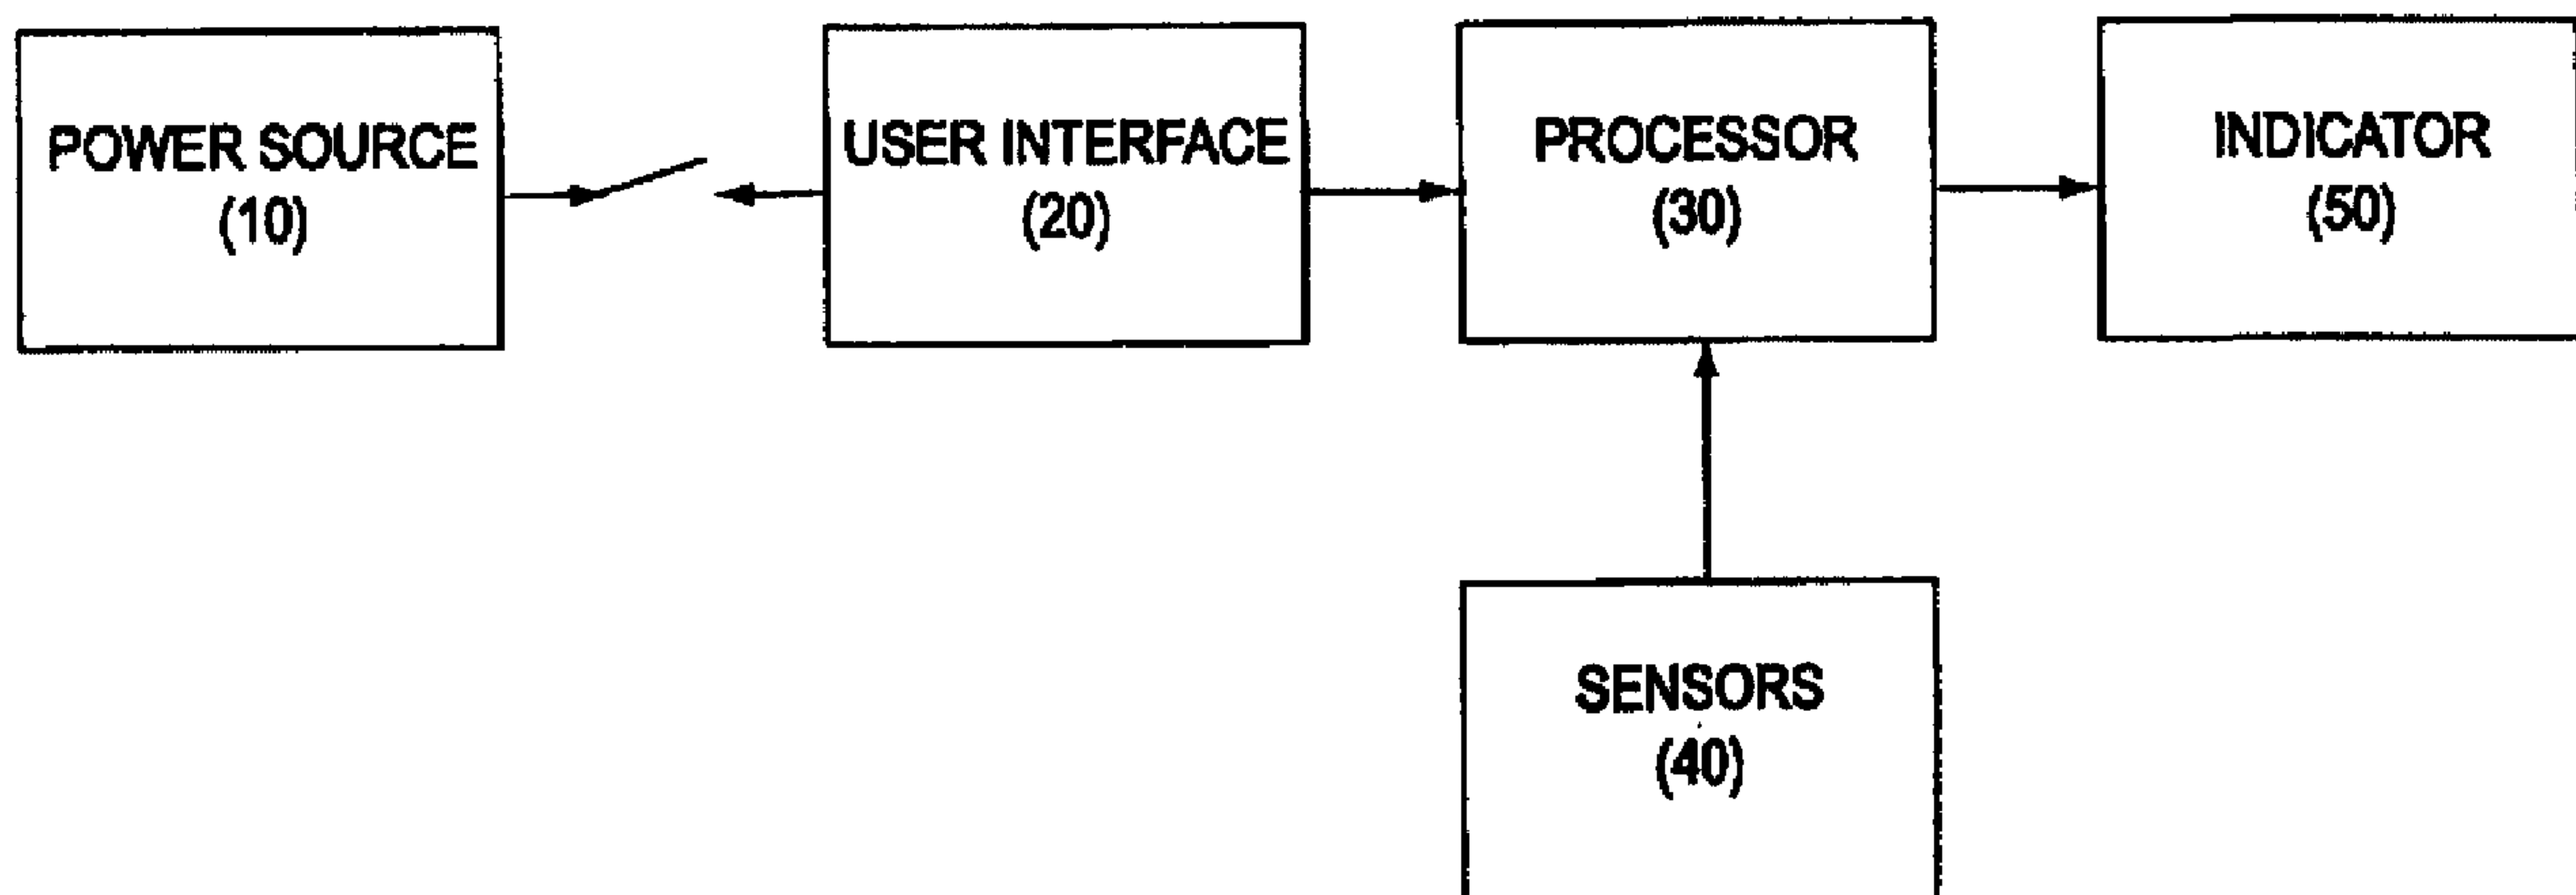 POWER SOURCE
(10)
USER INTERFACE
(20)
PROCESSOR
(30)
INDICATOR
(50)
SENSORS
(40)